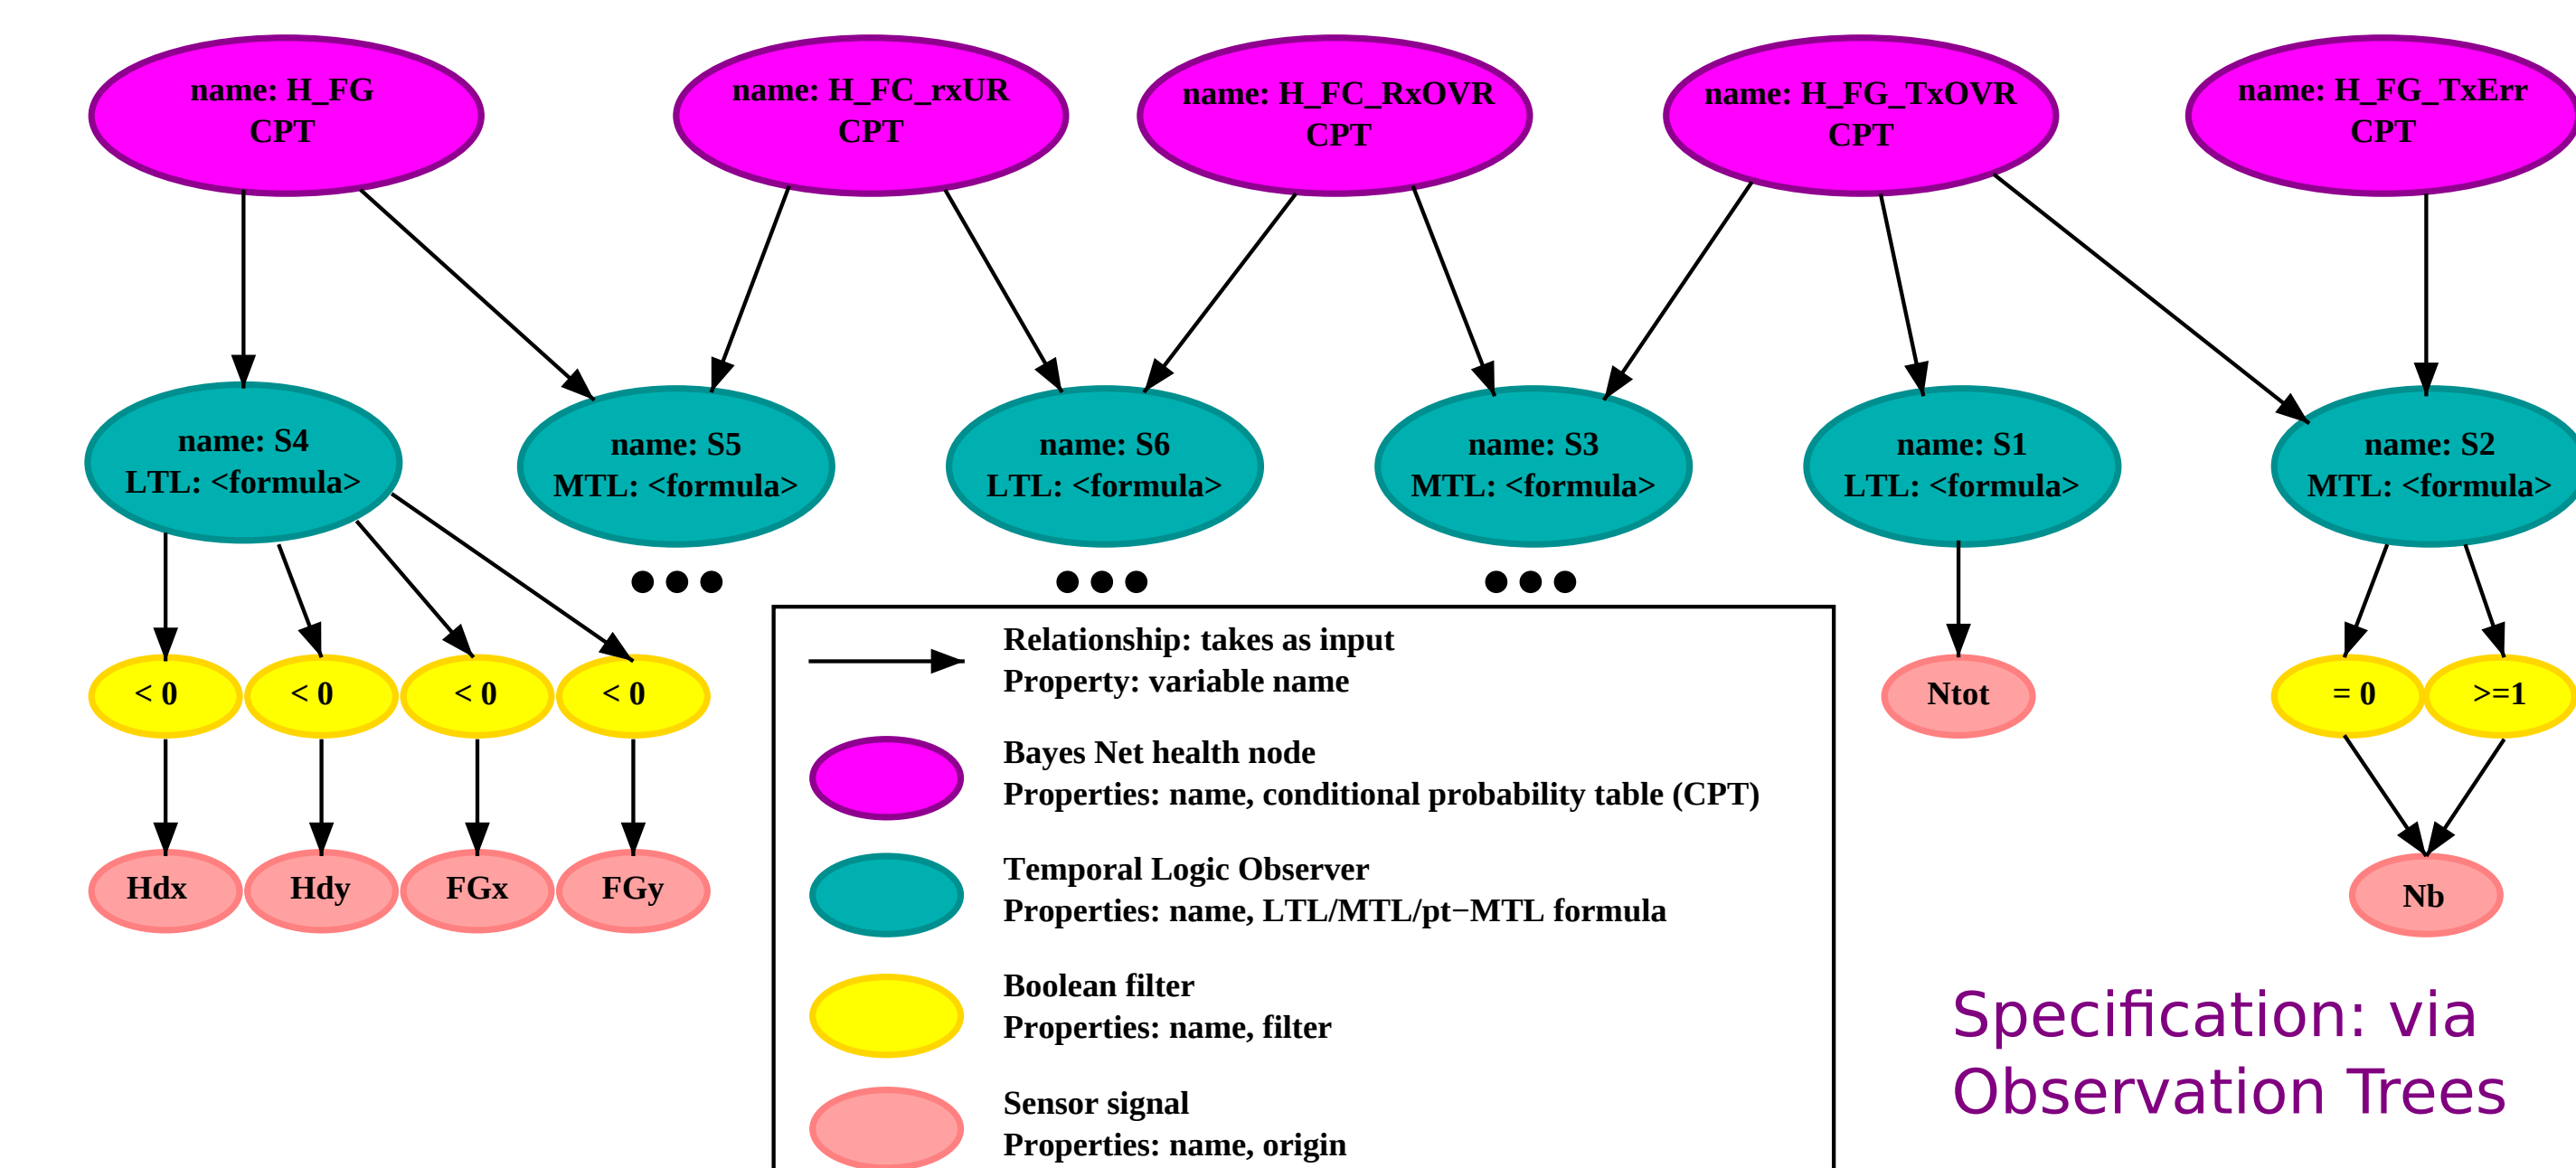 name: H_FG
CPT
name: H_FC_rxUR
CPT
name: H_FC_RxOVR
CPT
name: H_FG_TxOVR
CPT
name: H_FG_TxErr
CPT
name: S4
LTL: <formula>
name: S5
MTL: <formula>
name: S6
LTL: <formula>
name: S3
MTL: <formula>
name: S1
LTL: <formula>
name: S2
MTL: <formula>
< 0
< 0
< 0
< 0
Ntot
= 0
>=1
Hdx
Hdy
FGx
FGy
Nb
Relationship: takes as input
Property: variable name
Bayes Net health node
Properties: name, conditional probability table (CPT)
Temporal Logic Observer
Properties: name, LTL/MTL/pt−MTL formula
Boolean filter
Properties: name, filter
Sensor signal
Properties: name, origin
Specification: via
Observation Trees